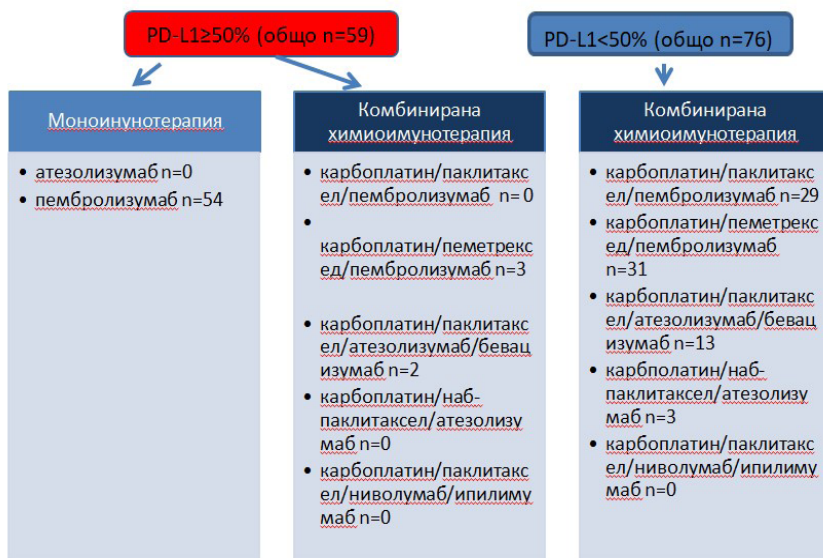 PD-L1≥50% (общо n=59)
PD-L1<50% (общо n=76)
Моноинунотерапия
• атезолизумаб n=0
• пембролизумаб n=54
Комбинирана
химиоимунотерапия
• карбоплатин/паклитакс
ел/пембролизумаб n= 0
•
карбоплатин/пеметрекс
ед/пембролизумаб n=3
• карбоплатин/паклитакс
ел/атезолизумаб/бевац
изумаб n=2
• карбоплатин/наб-
паклитаксел/атезолизу
маб n=0
• карбоплатин/паклитакс
ел/ниволумаб/ипилиму
маб n=0
Комбинирана
химиоимунотерапия
• карбоплатин/паклитакс
ел/пембролизумаб n=29
• карбоплатин/пеметрекс
ед/пембролизумаб
n=31
• карбоплатин/паклитакс
ел/атезолизумаб/бевац
изумаб n=13
• карбполатин/наб-
паклитаксел/атезолизу
маб n=3
• карбоплатин/паклитакс
ел/ниволумаб/ипилиму
маб n=0